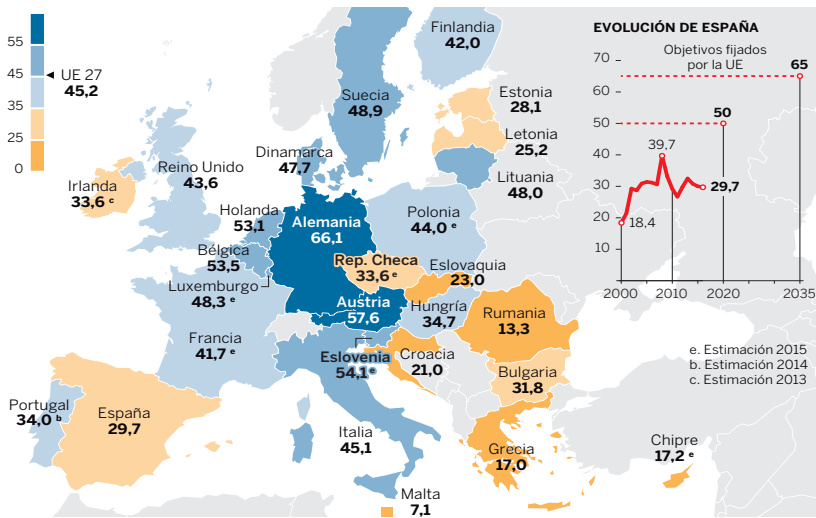 55
45
35
25
0
UE 27
45,2
Finlandia
42,0
Suecia
48,9
Estonia
28,1
Letonia
25,2
Lituania
48,0
Dinamarca
47,7
Reino Unido
43,6
Irlanda
33,6 c
Holanda
53,1
Bélgica
53,5
Luxemburgo
48,3 e
Alemania
66,1
Polonia
44,0 e
Rep. Checa
33,6 e
Eslovaquia
23,0
Austria
57,6
Hungría
34,7
Rumania
13,3
Francia
41,7 e
Eslovenia
54,1 e
Croacia
21,0
Bulgaria
31,8
Portugal
34,0 b
España
29,7
Italia
45,1
Grecia
17,0
Chipre
17,2 e
Malta
7,1
EVOLUCIÓN DE ESPAÑA
Objetivos fijados
por la UE
70
60
50
40
30
20
10
65
50
39,7
29,7
18,4
2000
2010
2020
2035
e. Estimación 2015
b. Estimación 2014
c. Estimación 2013